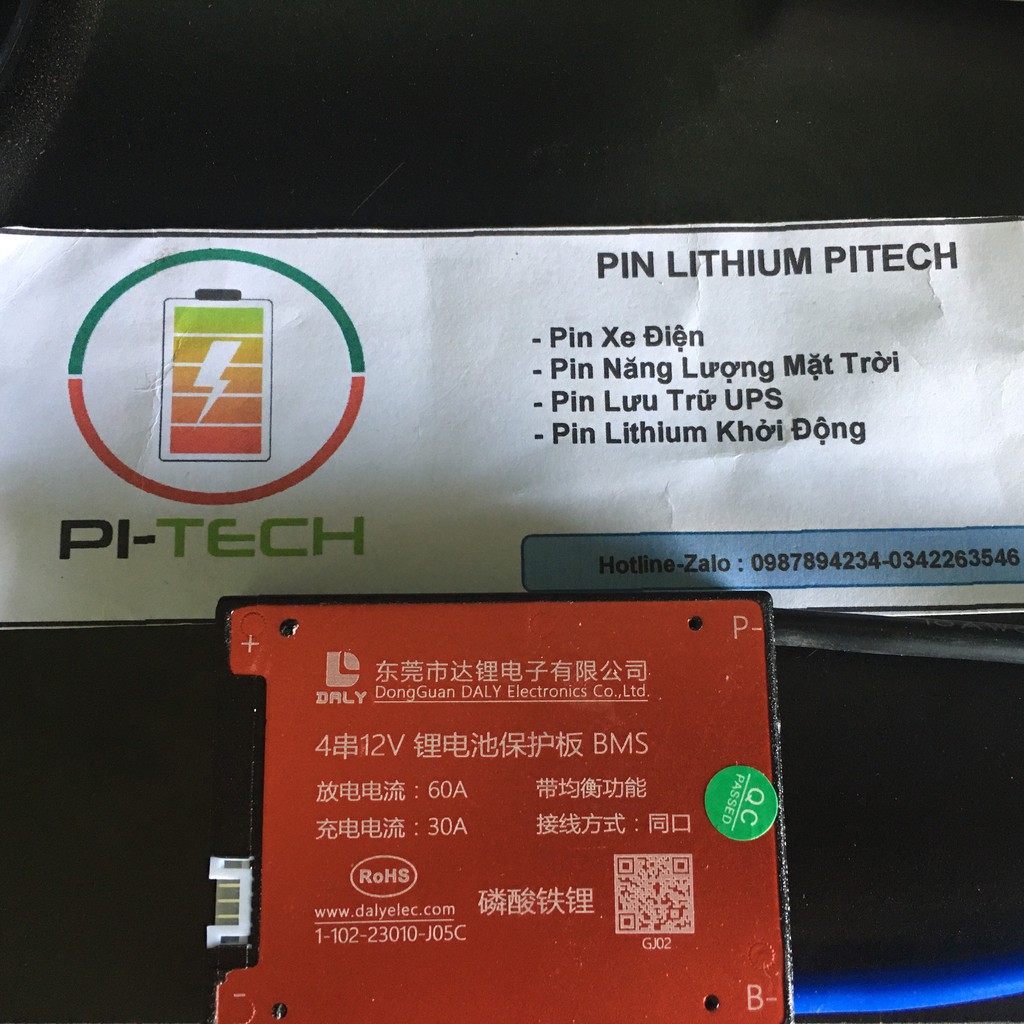 PIN LITHIUM PITECH
- Pin Xe Điện
- Pin Năng Lượng Mặt Trời
- Pin Lưu Trữ UPS
- Pin Lithium Khởi Động
PI-TECH
Hotline-Zalo : 0987894234-0342263546
+
P-
DALY
东莞市达锂电子有限公司
DongGuan DALY Electronics Co.,Ltd.
4串12V 锂电池保护板 BMS
放电电流：60A
带均衡功能
充电电流：30A
接线方式：同口
QC
PASSED
RoHS
www.dalyelec.com
1-102-23010-J05C
磷酸铁锂
GJ02
-
B-